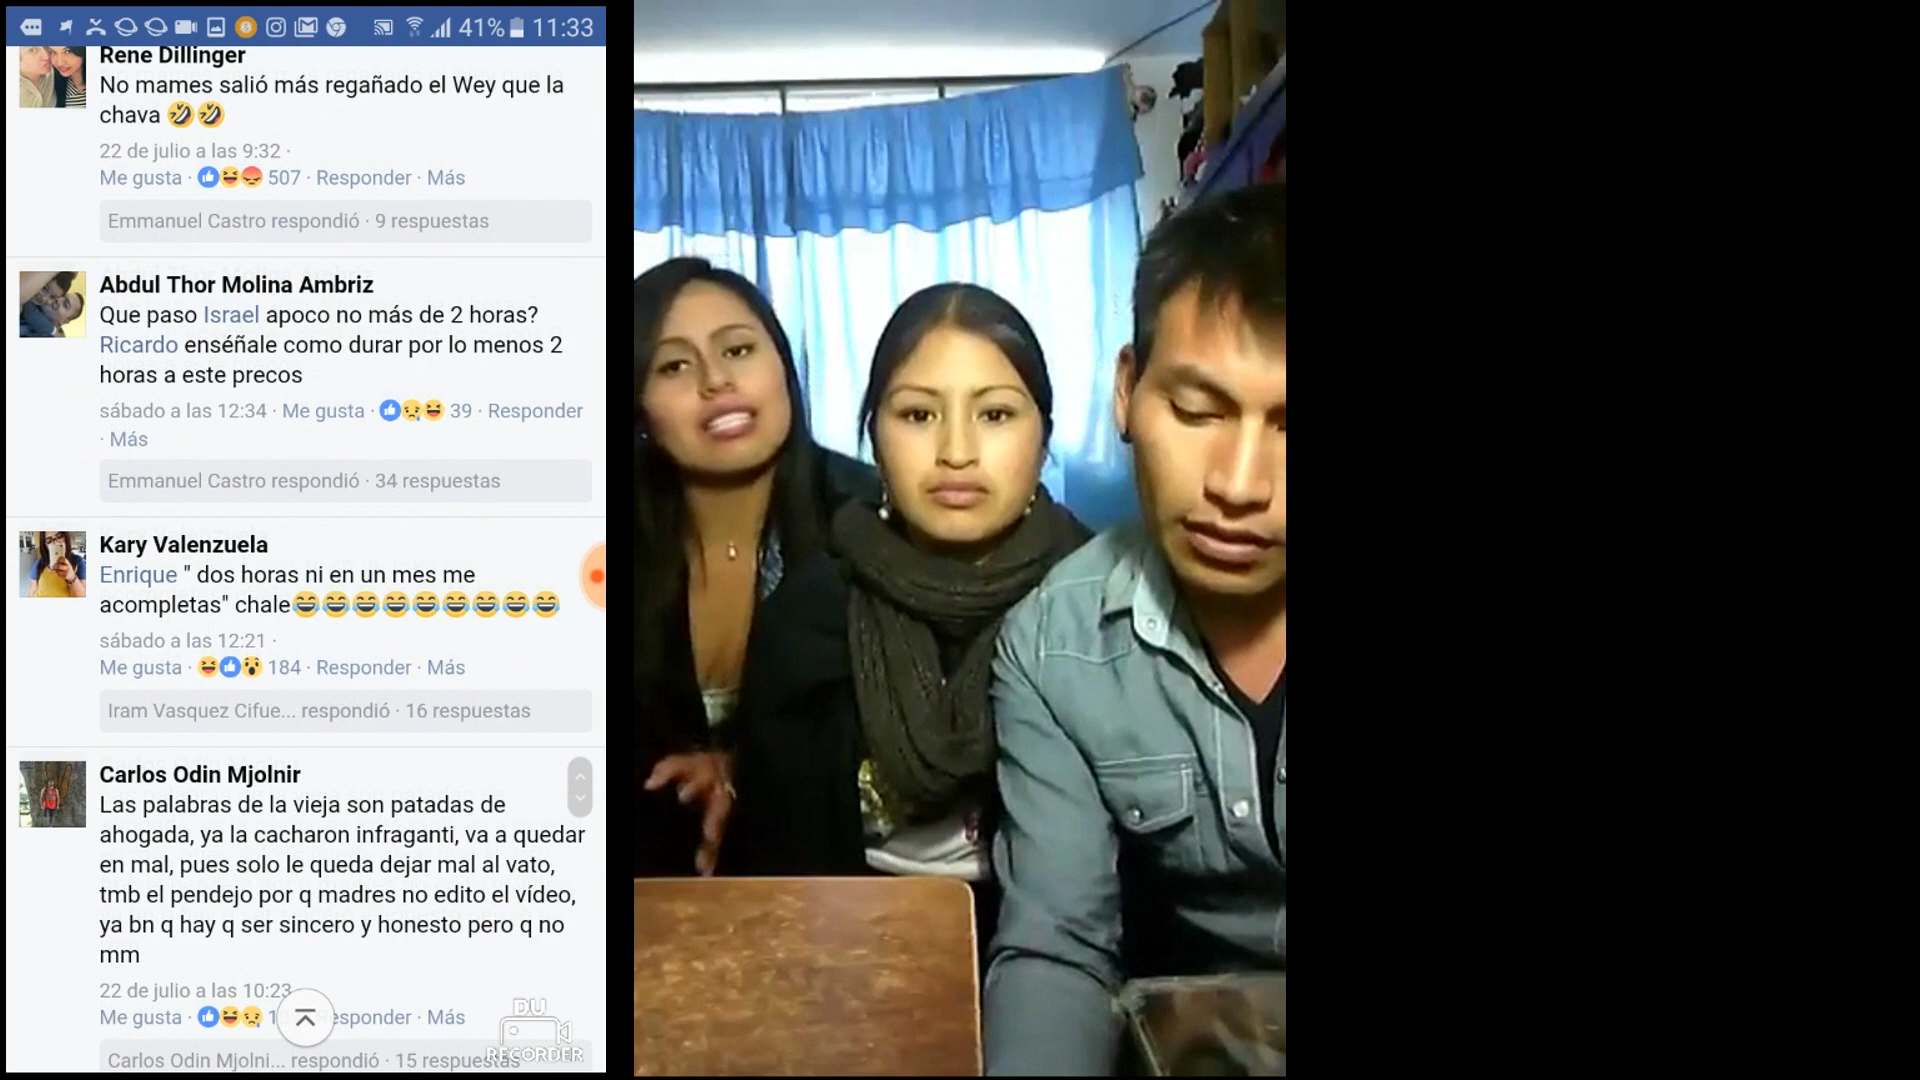 41% 11:33
Rene Dillinger
No mames salió más regañado el Wey que la
chava 🤣🤣
22 de julio a las 9:32 ·
Me gusta · 507 · Responder · Más
Emmanuel Castro respondió · 9 respuestas
Abdul Thor Molina Ambriz
Que paso Israel apoco no más de 2 horas?
Ricardo enséñale como durar por lo menos 2
horas a este precos
sábado a las 12:34 · Me gusta · 39 · Responder
· Más
Emmanuel Castro respondió · 34 respuestas
Kary Valenzuela
Enrique " dos horas ni en un mes me
acompletas" chale😂😂😂😂😂😂😂😂😂
sábado a las 12:21 ·
Me gusta · 184 · Responder · Más
Iram Vasquez Cifue... respondió · 16 respuestas
Carlos Odin Mjolnir
Las palabras de la vieja son patadas de
ahogada, ya la cacharon infraganti, va a quedar
en mal, pues solo le queda dejar mal al vato,
tmb el pendejo por q madres no edito el vídeo,
ya bn q hay q ser sincero y honesto pero q no
mm
22 de julio a las 10:23
Me gusta · esponder · Más
Carlos Odin Mjolni... respondió · 15 respuestas
DU
RECORDER